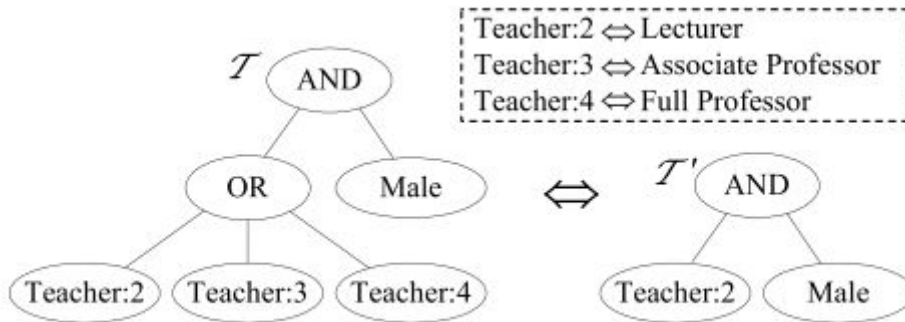 Teacher:2 ⇔ Lecturer
Teacher:3 ⇔ Associate Professor
Teacher:4 ⇔ Full Professor
𝒯 AND
OR Male ⇔ 𝒯' AND
Teacher:2 Teacher:3 Teacher:4 Teacher:2 Male